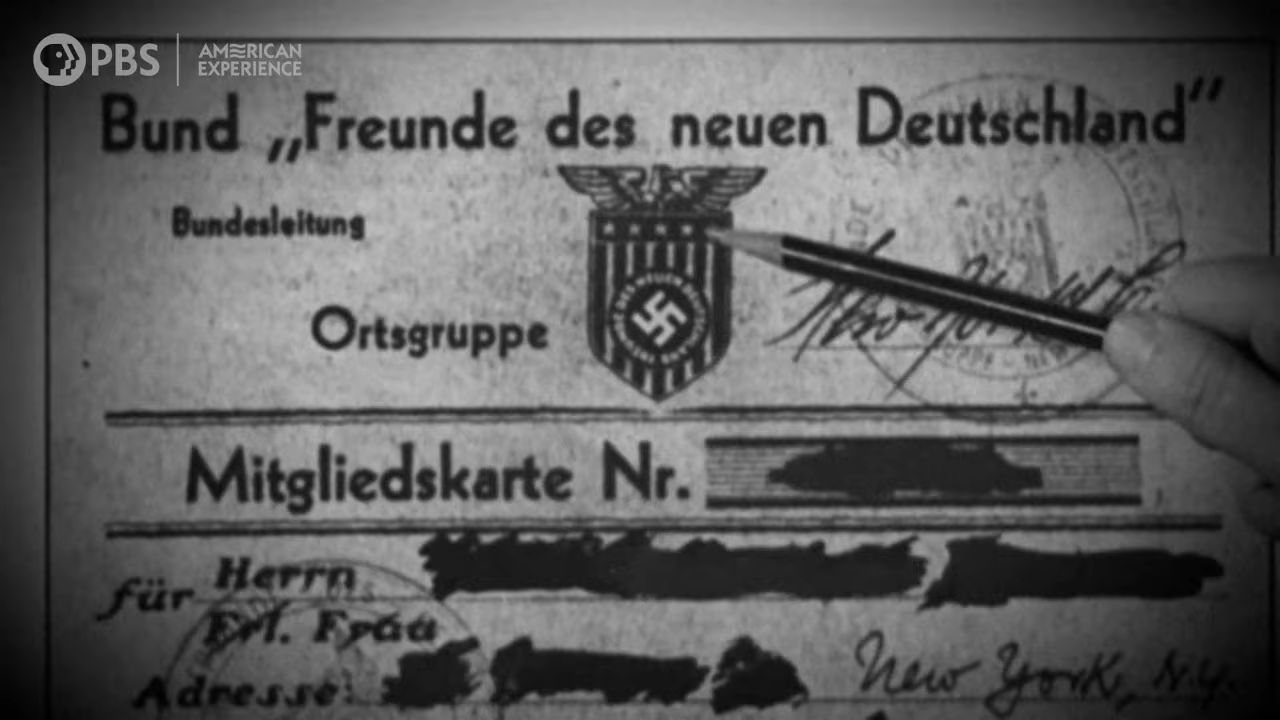 PBS
AMERICAN
EXPERIENCE
Bund „Freunde des neuen Deutschland"
Bundesleitung
Ortsgruppe
Mitgliedskarte Nr.
für Herrn
Frl. Frau
Adresse:
New York, N.Y.